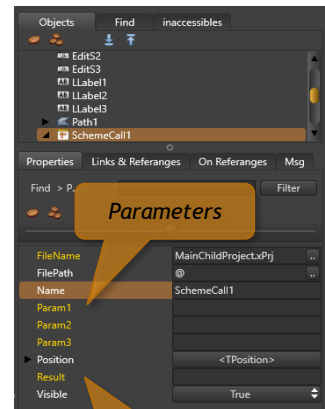 Objects Find inaccessibles
EditS2
EditS3
LLabel1
LLabel2
LLabel3
Path1
SchemeCall1
Properties Links & Referanges On Referanges Msg
Find > P... Filter
Parameters
FileName MainChildProject.xPrj ..
FilePath @ ..
Name SchemeCall1
Param1
Param2
Param3
Position <TPosition>
Result
Visible True